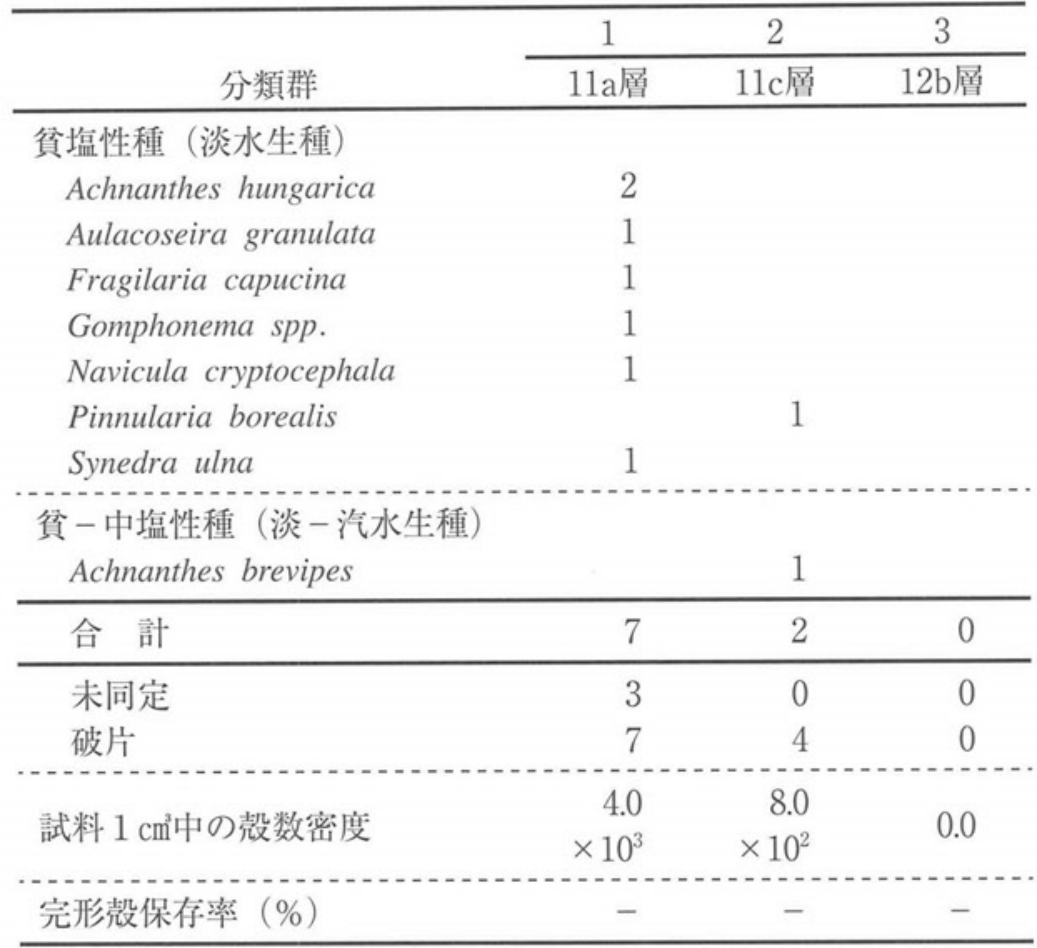 1 2 3
分類群 11a層 11c層 12b層
貧塩性種（淡水生種）
Achnanthes hungarica 2
Aulacoseira granulata 1
Fragilaria capucina 1
Gomphonema spp. 1
Navicula cryptocephala 1
Pinnularia borealis 1
Synedra ulna 1
貧－中塩性種（淡－汽水生種）
Achnanthes brevipes 1
合 計 7 2 0
未同定 3 0 0
破片 7 4 0
試料1㎤中の殻数密度 4.0×10³ 8.0×10² 0.0
完形殻保存率（%） － － －